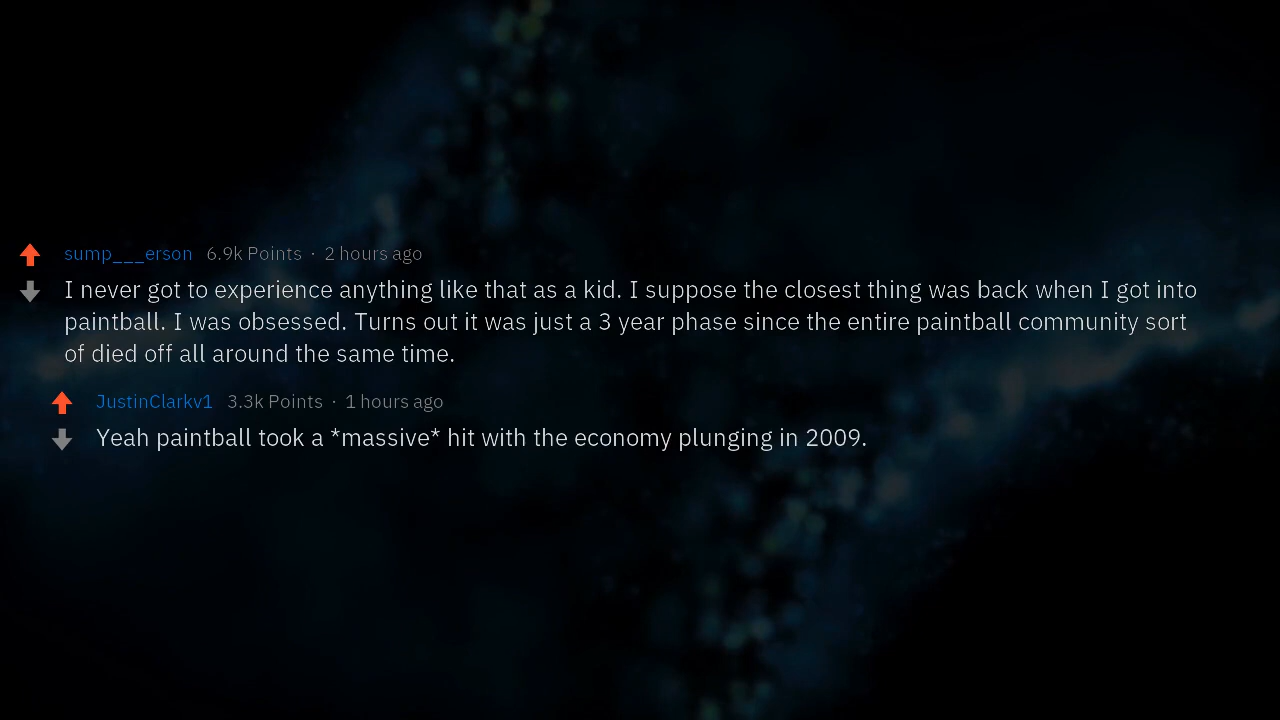 sump___erson 6.9k Points · 2 hours ago
I never got to experience anything like that as a kid. I suppose the closest thing was back when I got into
paintball. I was obsessed. Turns out it was just a 3 year phase since the entire paintball community sort
of died off all around the same time.
JustinClarkv1 3.3k Points · 1 hours ago
Yeah paintball took a *massive* hit with the economy plunging in 2009.